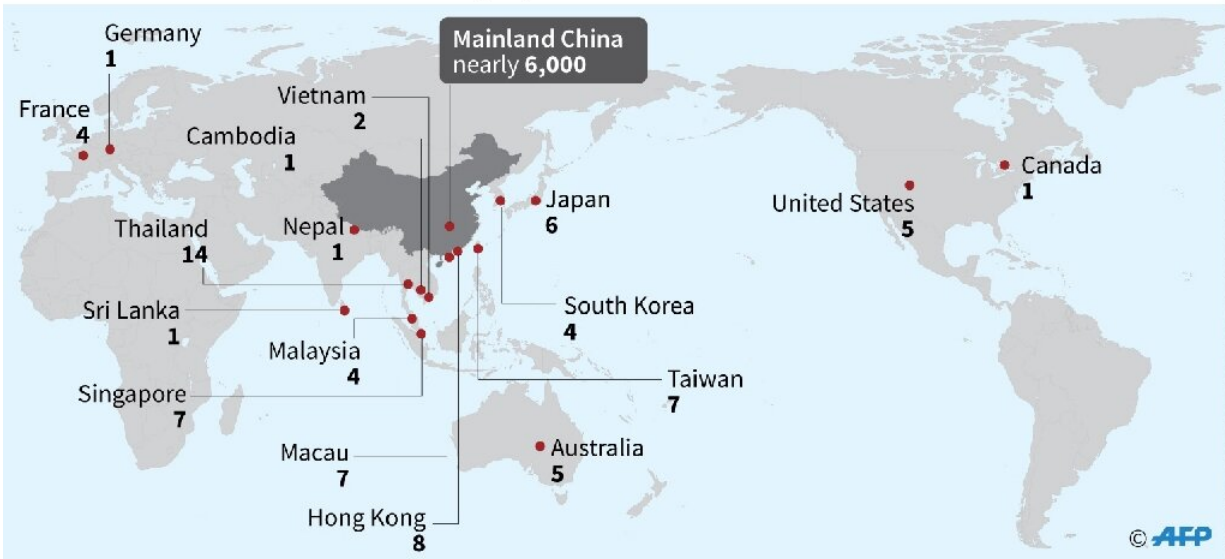 Germany
1
Mainland China
nearly 6,000
France
4
Vietnam
2
Cambodia
1
Canada
1
United States
5
Japan
6
Thailand
14
Nepal
1
Sri Lanka
1
South Korea
4
Malaysia
4
Singapore
7
Taiwan
7
Macau
7
Australia
5
Hong Kong
8
© AFP